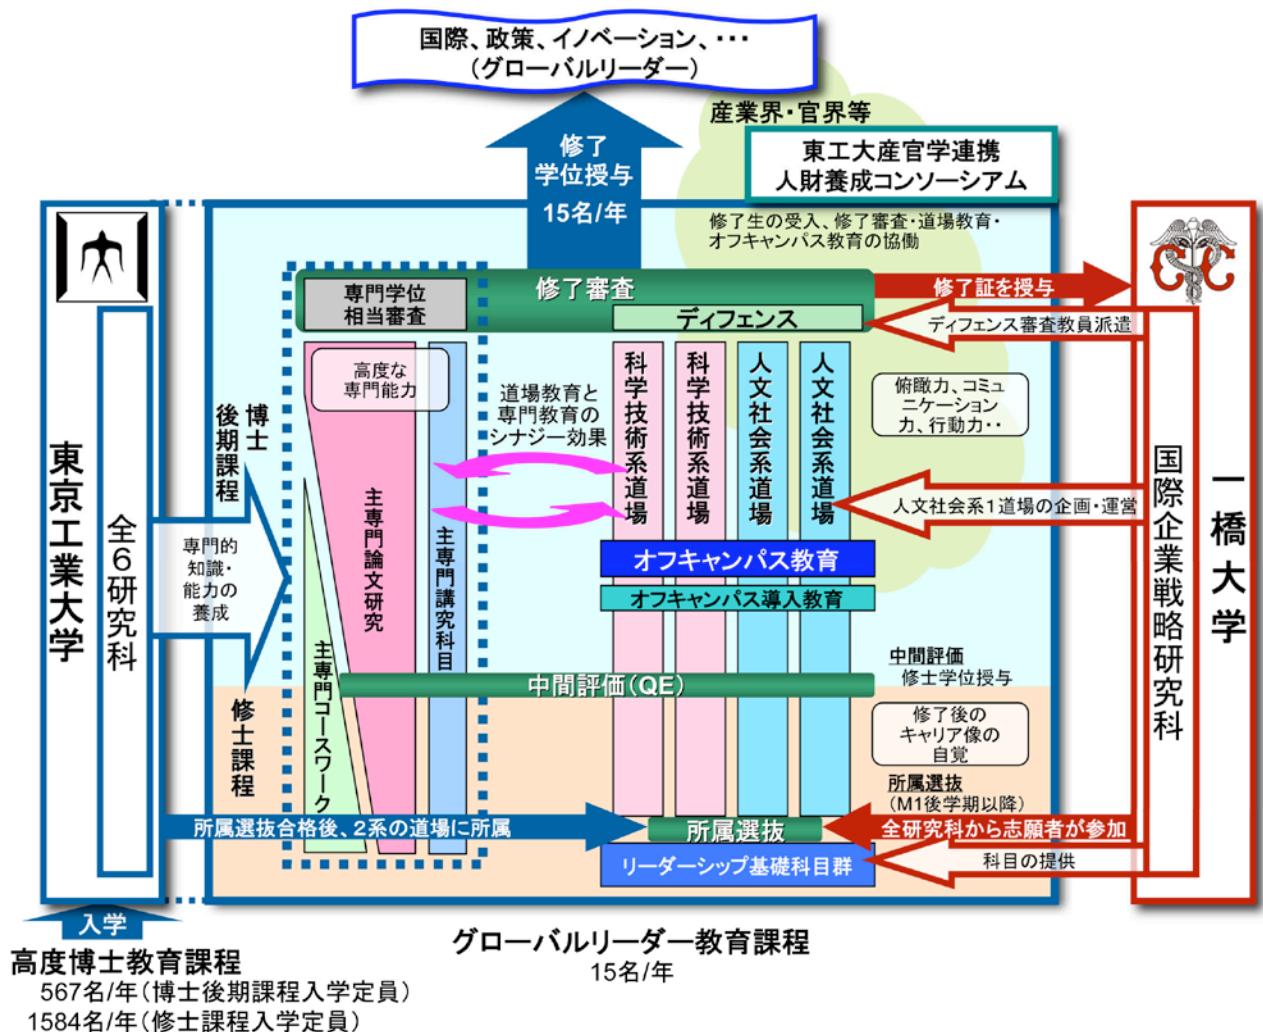 国際、政策、イノベーション、･･･
（グローバルリーダー）
産業界・官界等
東工大産官学連携
人財養成コンソーシアム
修了
学位授与
15名/年
修了生の受入、修了審査・道場教育・
オフキャンパス教育の協働
専門学位
相当審査
修了審査
ディフェンス
修了証を授与
ディフェンス審査教員派遣
高度な
専門能力
道場教育と
専門教育の
シナジー効果
科学技術系道場
科学技術系道場
人文社会系道場
人文社会系道場
俯瞰力、コミュ
ニケーション
力、行動力･･
東京工業大学
全6研究科
博士
後期課程
専門的
知識・
能力の
養成
修士課程
主専門論文研究
主専門講究科目
主専門コースワーク
人文社会系1道場の企画・運営
国際企業戦略研究科
一橋大学
オフキャンパス教育
オフキャンパス導入教育
中間評価
修士学位授与
中間評価(QE)
修了後の
キャリア像の
自覚
所属選抜
(M1後学期以降)
所属選抜合格後、2系の道場に所属
所属選抜
全研究科から志願者が参加
リーダーシップ基礎科目群
科目の提供
入学
高度博士教育課程
567名/年(博士後期課程入学定員)
1584名/年(修士課程入学定員)
グローバルリーダー教育課程
15名/年